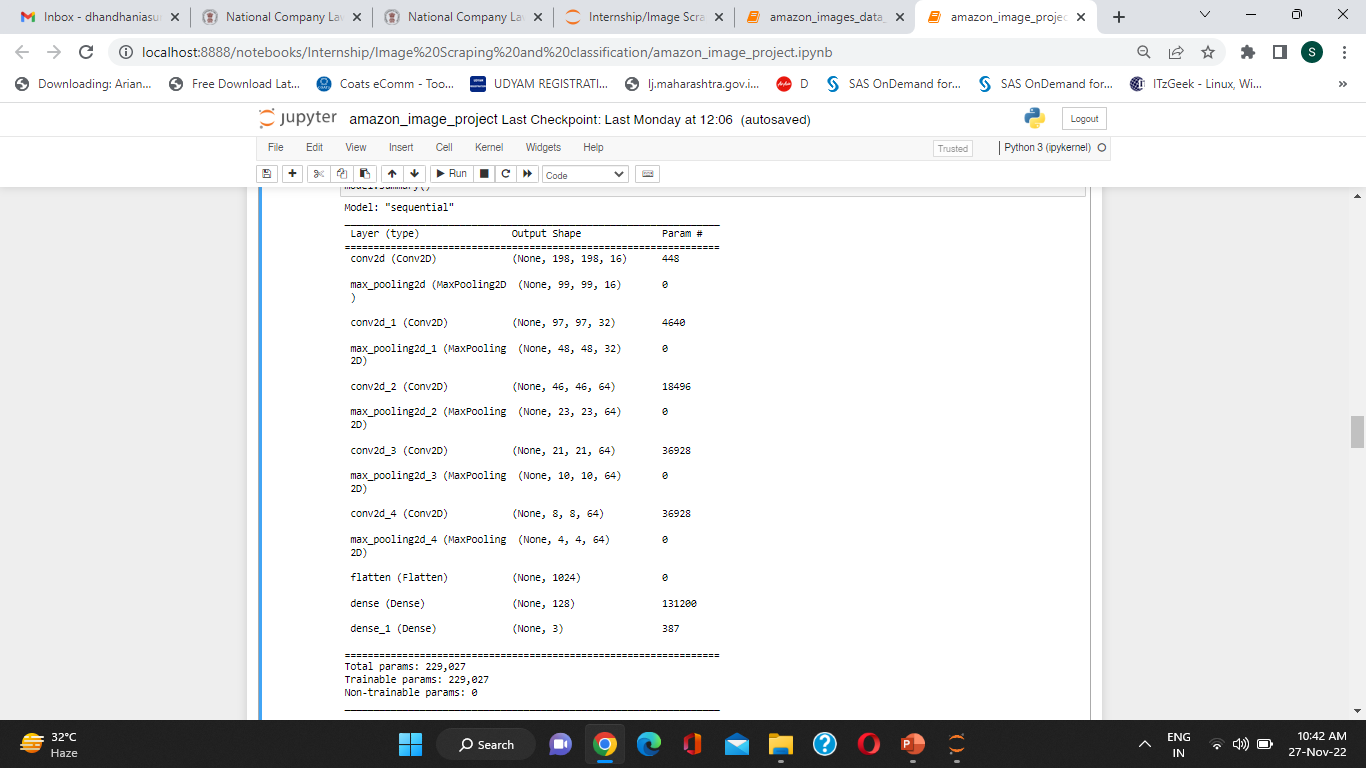 Inbox - dhandhaniasu
National Company La
National Company La
Internship/Image Scra
amazon_images_data_
amazon_image_projec
localhost:8888/notebooks/Internship/Image%20Scraping%20and%20classification/amazon_image_project.ipynb
S
Downloading: Arian...
Free Download Lat...
Coats eComm - Too...
UDYAM REGISTRATI...
lj.maharashtra.gov.i...
D
SAS OnDemand for...
SAS OnDemand for...
ITzGeek - Linux, Wi...
»
jupyter amazon_image_project Last Checkpoint: Last Monday at 12:06 (autosaved)
Logout
File Edit View Insert Cell Kernel Widgets Help
Trusted
Python 3 (ipykernel)
Run
Code
model.summary()
Model: "sequential"
Layer (type) Output Shape Param #
conv2d (Conv2D) (None, 198, 198, 16) 448
max_pooling2d (MaxPooling2D (None, 99, 99, 16) 0
)
conv2d_1 (Conv2D) (None, 97, 97, 32) 4640
max_pooling2d_1 (MaxPooling (None, 48, 48, 32) 0
2D)
conv2d_2 (Conv2D) (None, 46, 46, 64) 18496
max_pooling2d_2 (MaxPooling (None, 23, 23, 64) 0
2D)
conv2d_3 (Conv2D) (None, 21, 21, 64) 36928
max_pooling2d_3 (MaxPooling (None, 10, 10, 64) 0
2D)
conv2d_4 (Conv2D) (None, 8, 8, 64) 36928
max_pooling2d_4 (MaxPooling (None, 4, 4, 64) 0
2D)
flatten (Flatten) (None, 1024) 0
dense (Dense) (None, 128) 131200
dense_1 (Dense) (None, 3) 387
Total params: 229,027
Trainable params: 229,027
Non-trainable params: 0
32°C
Haze
Search
ENG
IN
10:42 AM
27-Nov-22